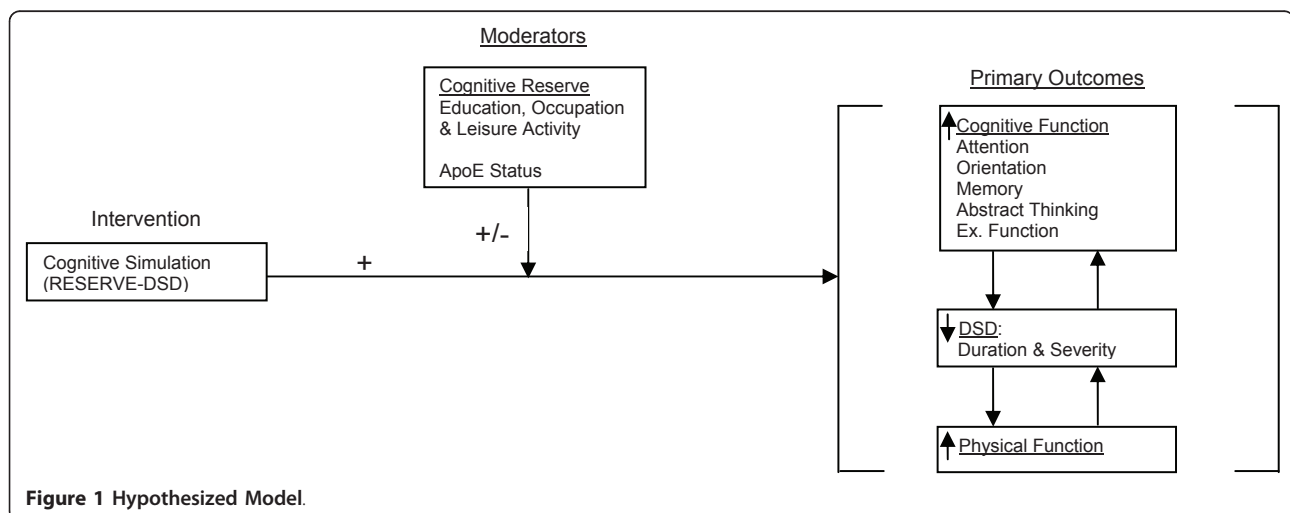 Moderators
Cognitive Reserve
Education, Occupation
& Leisure Activity
ApoE Status
+/-
Intervention
Cognitive Simulation
(RESERVE-DSD)
+
Primary Outcomes
Cognitive Function
Attention
Orientation
Memory
Abstract Thinking
Ex. Function
DSD:
Duration & Severity
Physical Function
Figure 1 Hypothesized Model.